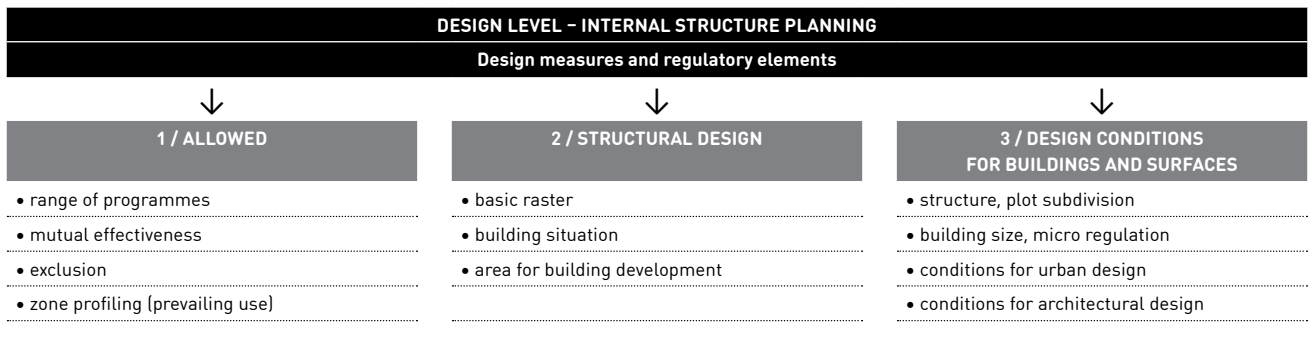 DESIGN LEVEL – INTERNAL STRUCTURE PLANNING
Design measures and regulatory elements
1 / ALLOWED
• range of programmes
• mutual effectiveness
• exclusion
• zone profiling (prevailing use)
2 / STRUCTURAL DESIGN
• basic raster
• building situation
• area for building development
3 / DESIGN CONDITIONS
FOR BUILDINGS AND SURFACES
• structure, plot subdivision
• building size, micro regulation
• conditions for urban design
• conditions for architectural design